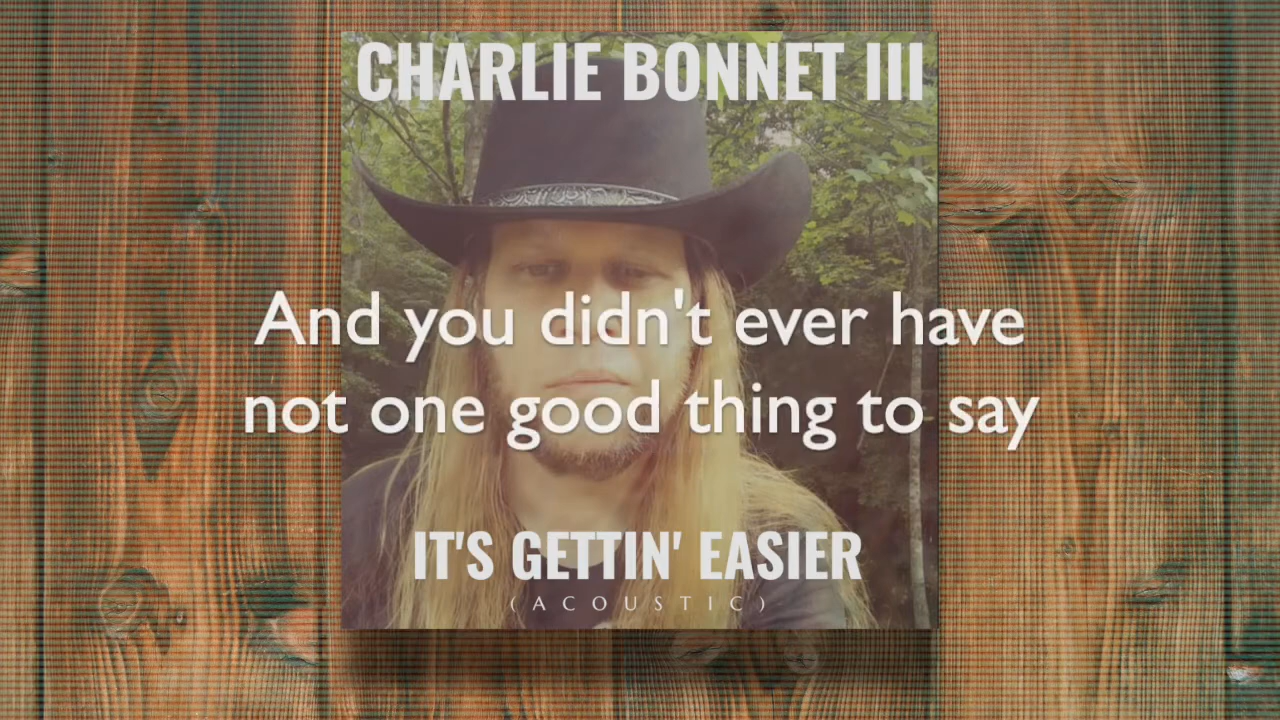 CHARLIE BONNET III
And you didn't ever have
not one good thing to say
IT'S GETTIN' EASIER
(ACOUSTIC)